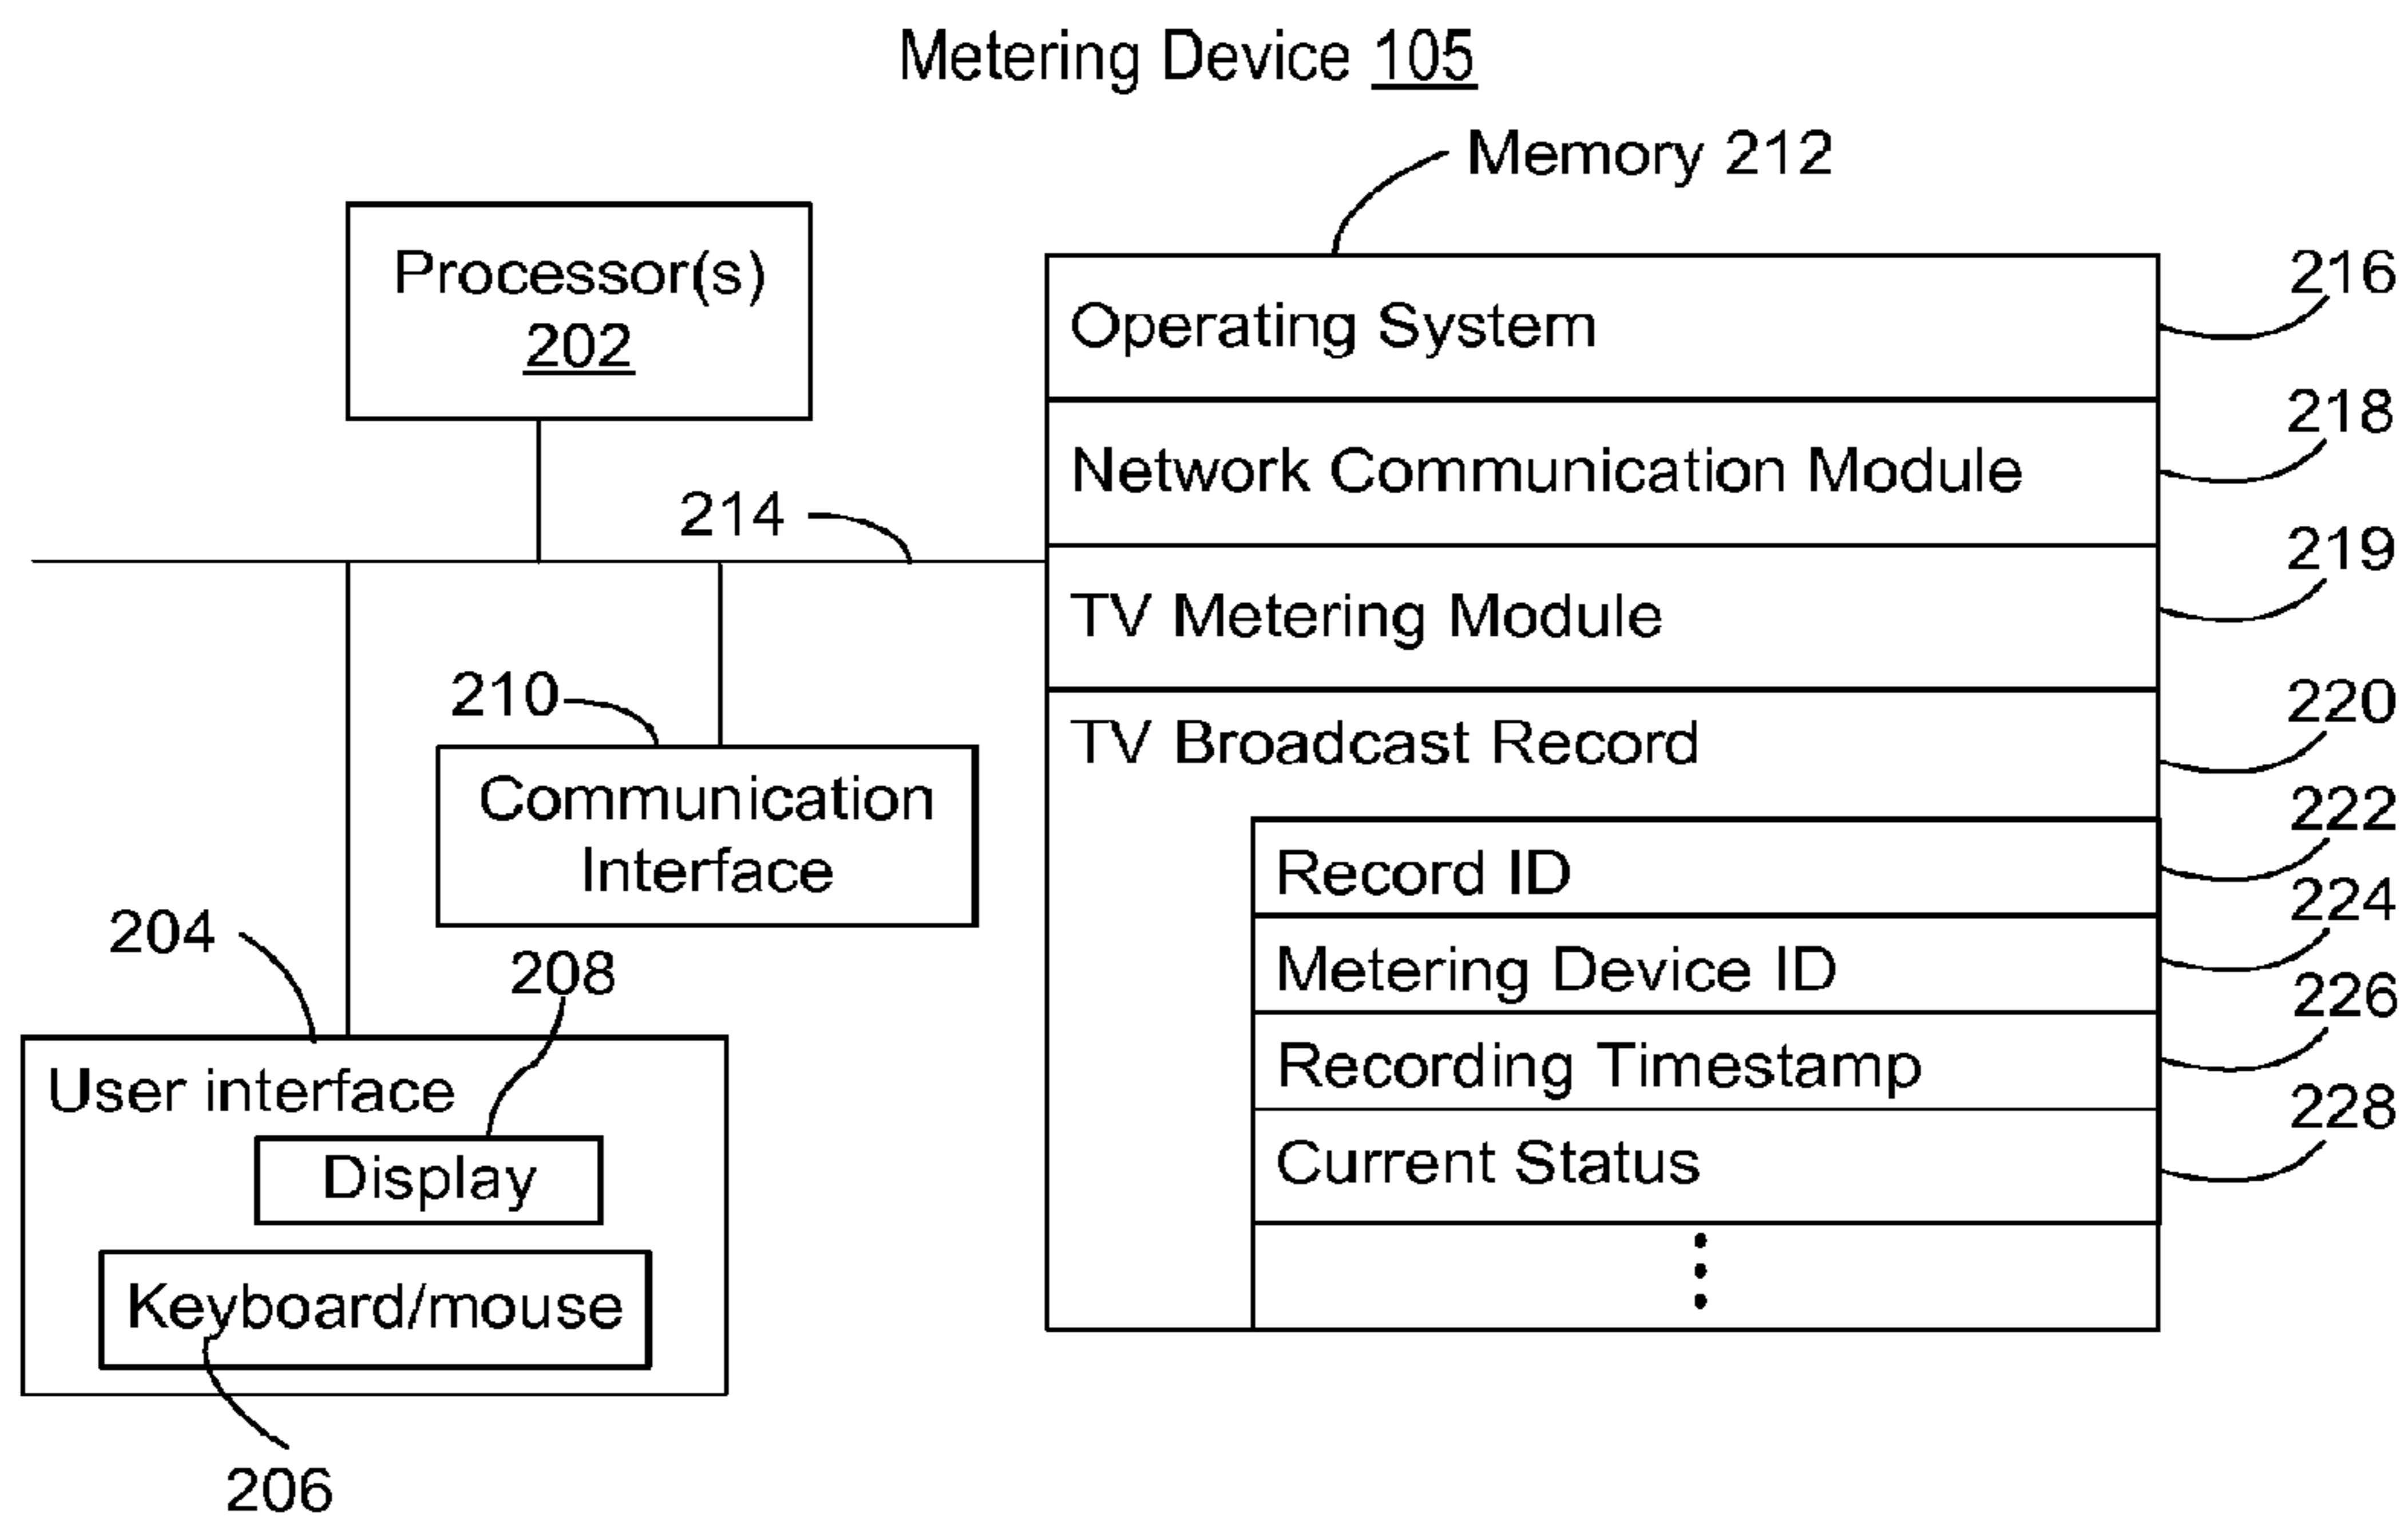 Metering Device 105
Memory 212
Processor(s)
202
216
Operating System
218
Network Communication Module
214
219
TV Metering Module
210
220
TV Broadcast Record
Communication
Interface
222
Record ID
204
208
224
Metering Device ID
226
User interface
Recording Timestamp
228
Display
Current Status
Keyboard/mouse
206